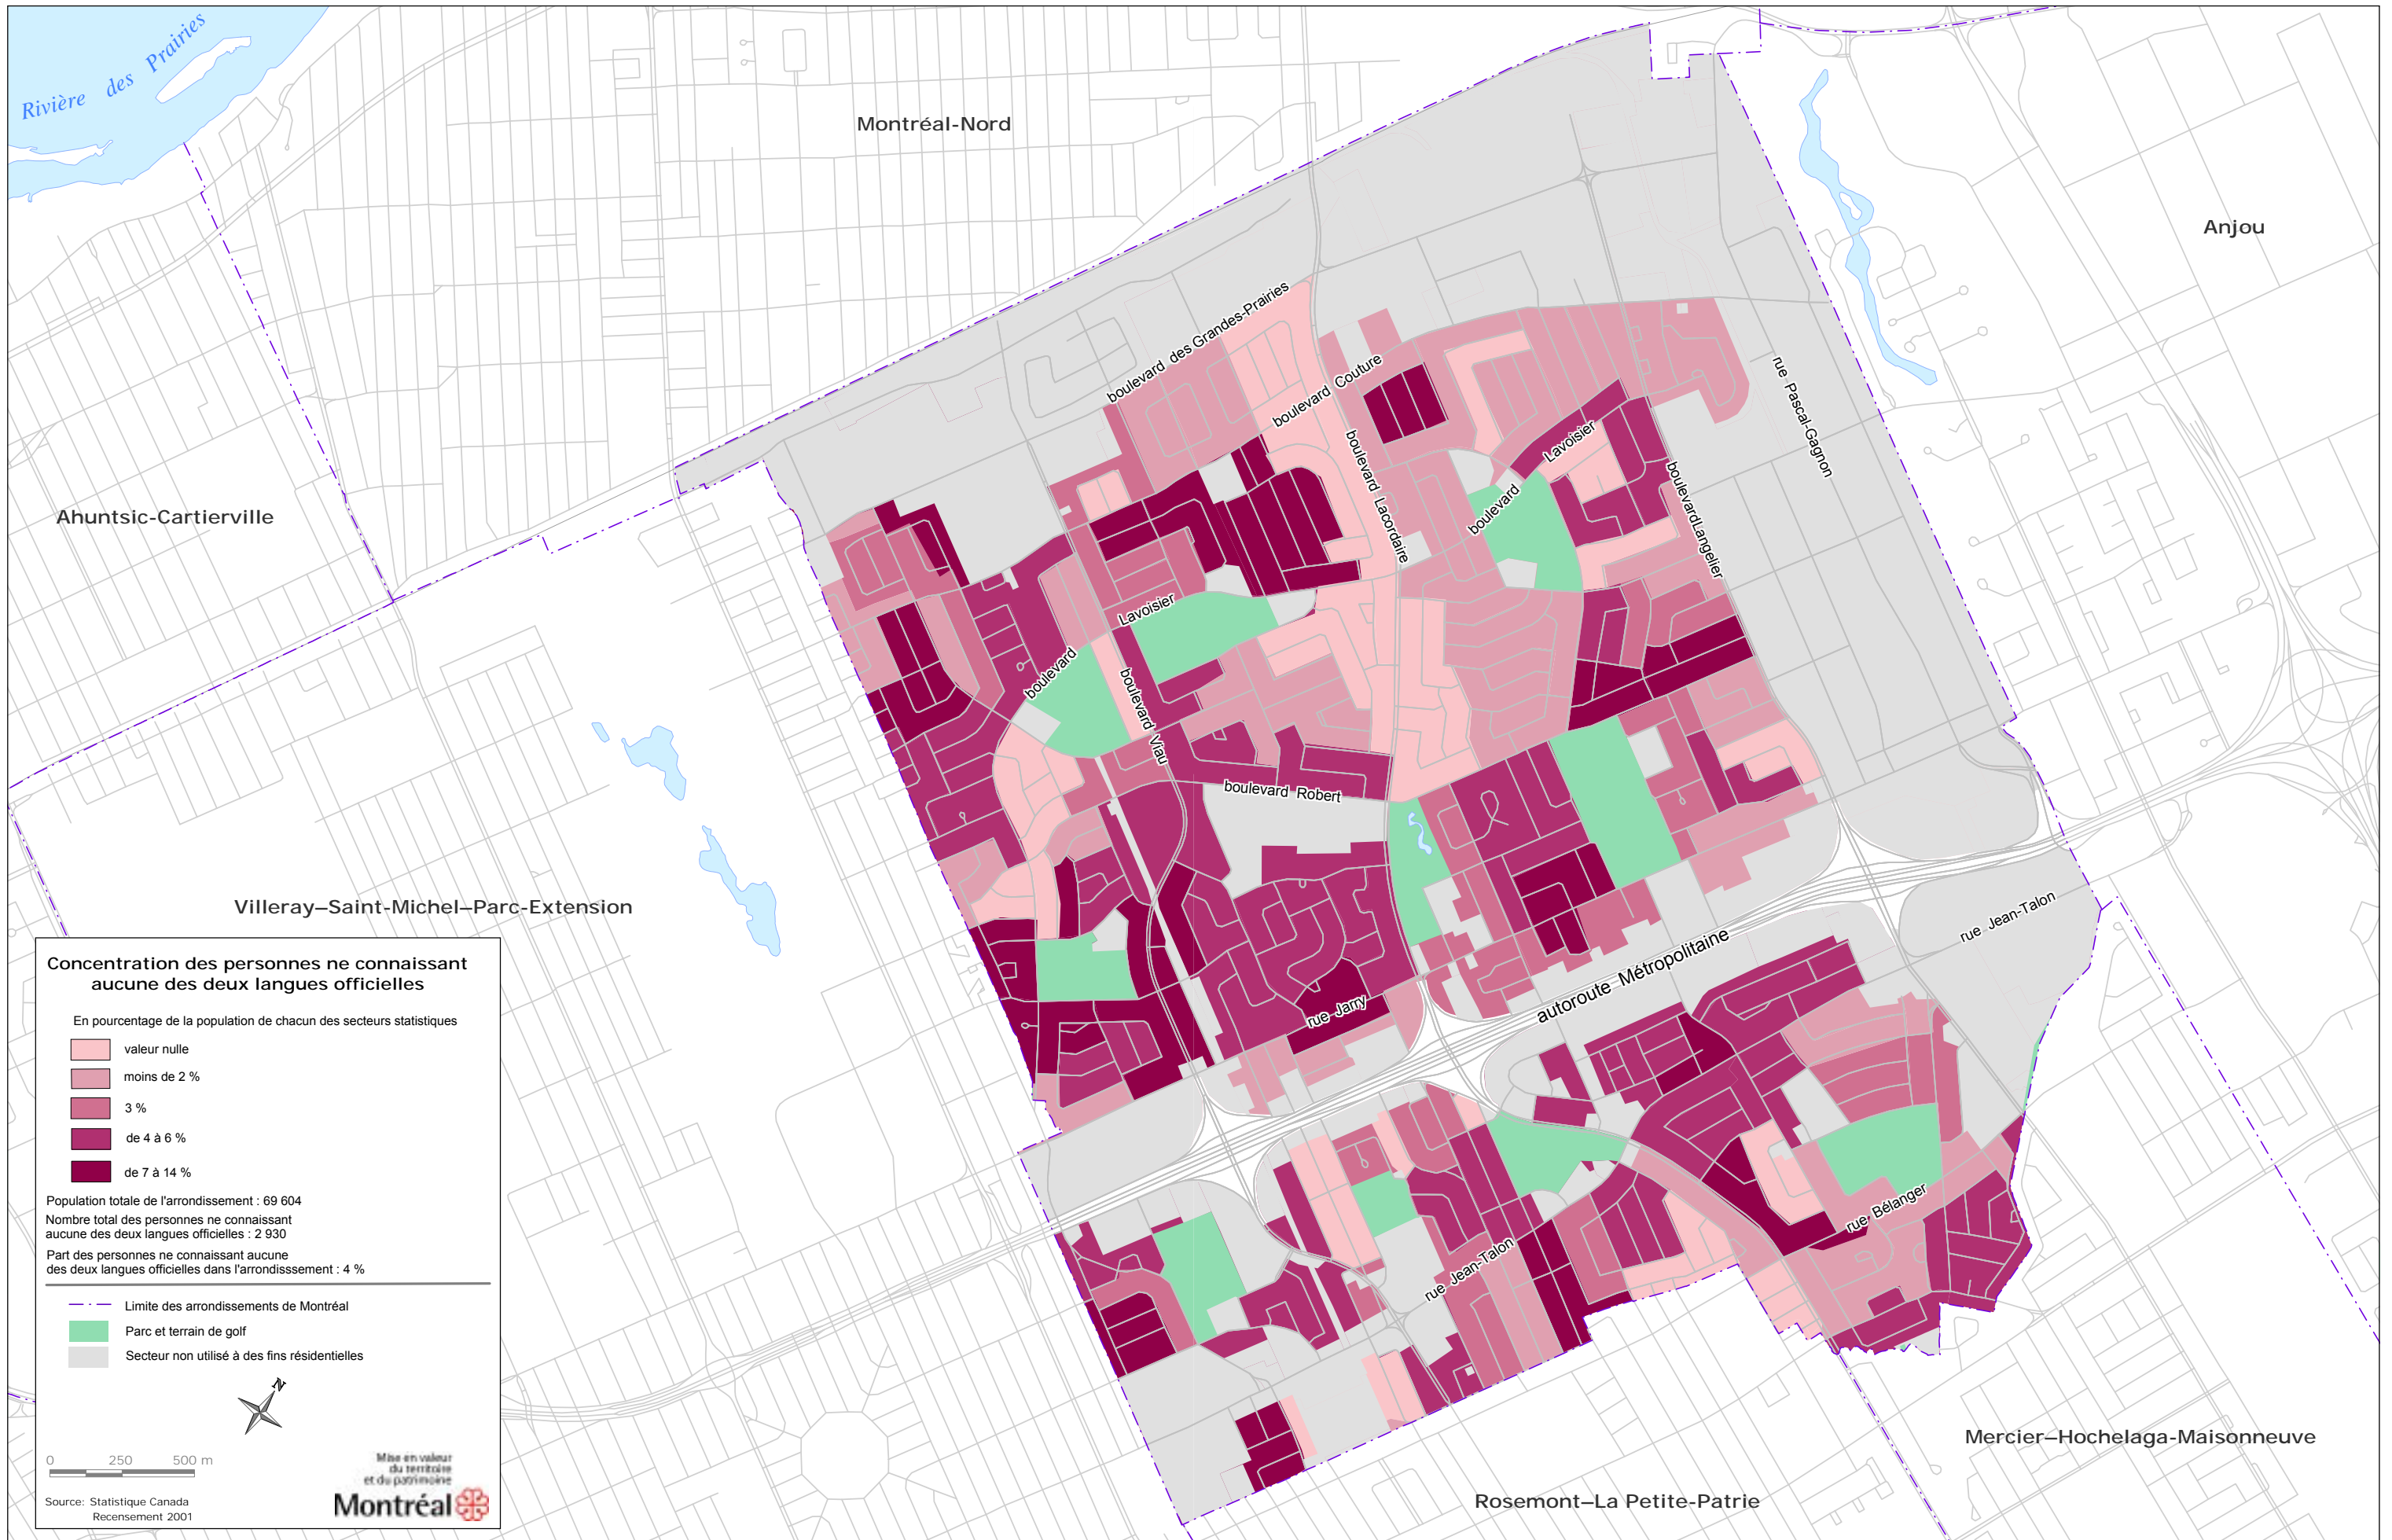 Rivière des Prairies
Montréal-Nord
Anjou
Ahuntsic-Cartierville
Villeray–Saint-Michel–Parc-Extension
Rosemont–La Petite-Patrie
Mercier–Hochelaga-Maisonneuve
boulevard des Grandes-Prairies
boulevard Couture
boulevard Lacordaire
boulevard Lavoisier
boulevard Langelier
rue Pascal-Gagnon
boulevard Lavoisier
boulevard Viau
boulevard Robert
rue Jarry
autoroute Métropolitaine
rue Jean-Talon
rue Jean-Talon
rue Bélanger
Concentration des personnes ne connaissant
aucune des deux langues officielles
En pourcentage de la population de chacun des secteurs statistiques
valeur nulle
moins de 2 %
3 %
de 4 à 6 %
de 7 à 14 %
Population totale de l'arrondissement : 69 604
Nombre total des personnes ne connaissant
aucune des deux langues officielles : 2 930
Part des personnes ne connaissant aucune
des deux langues officielles dans l'arrondisssement : 4 %
Limite des arrondissements de Montréal
Parc et terrain de golf
Secteur non utilisé à des fins résidentielles
N
0 250 500 m
Mise en valeur
du territoire
et du patrimoine
Montréal
Source: Statistique Canada
Recensement 2001